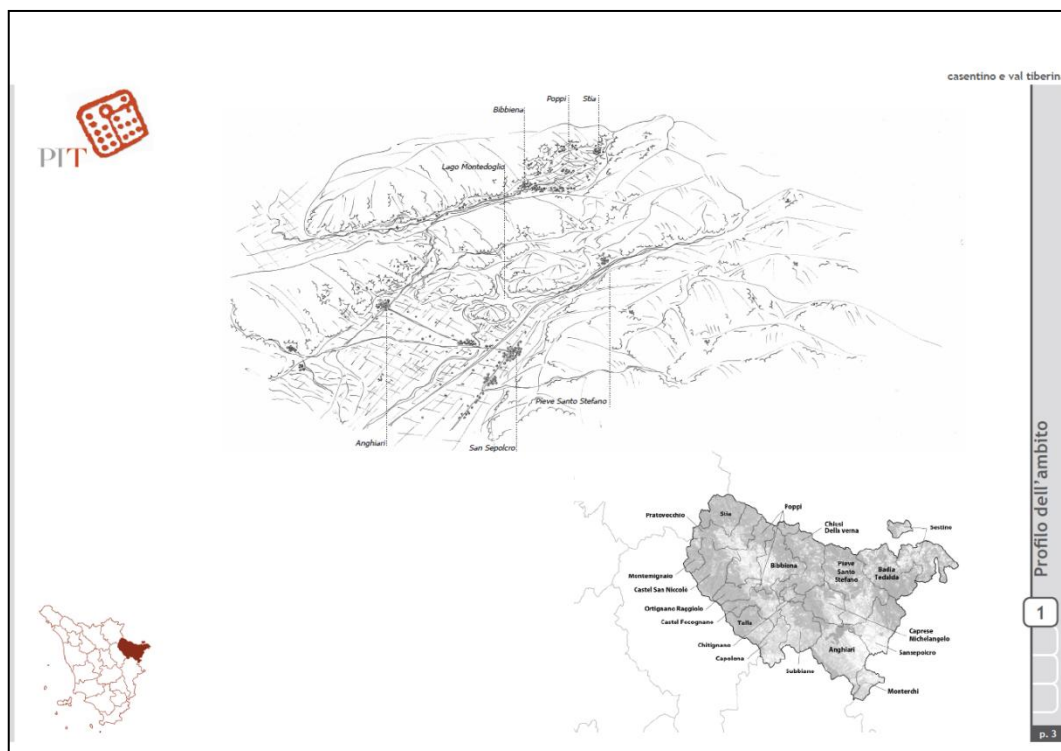 casentino e val tiberin
PIT
Poppi
Stia
Bibbiena
Lago Montedoglio
Pieve Santo Stefano
Anghiari
San Sepolcro
Profilo dell'ambito
1
p. 3
Stia
Poppi
Pratovecchio
Chiusi
Della verna
Sestino
Bibbiena
Pieve
Santo
Stefano
Badia
Tedalda
Montemignaio
Castel San Niccolò
Ortignano Raggiolo
Castel Focognano
Talla
Caprese
Michelangelo
Sansepolcro
Chitignano
Capolona
Subbiano
Anghiari
Monterchi